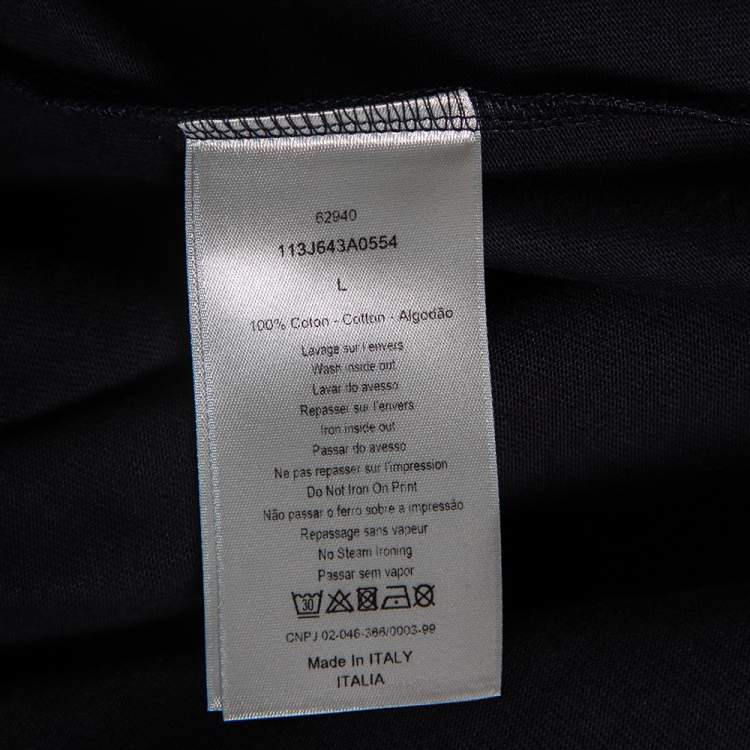 62940
113J643A0554
L
100% Coton - Cotton - Algodão
Lavage sur l'envers
Wash inside out
Lavar do avesso
Repasser sur l'envers
Iron inside out
Passar do avesso
Ne pas repasser sur l'impression
Do Not Iron On Print
Não passar o ferro sobre a impressão
Repassage sans vapeur
No Steam Ironing
Passar sem vapor
30
CNPJ 02-046-366/0003-99
Made In ITALY
ITALIA